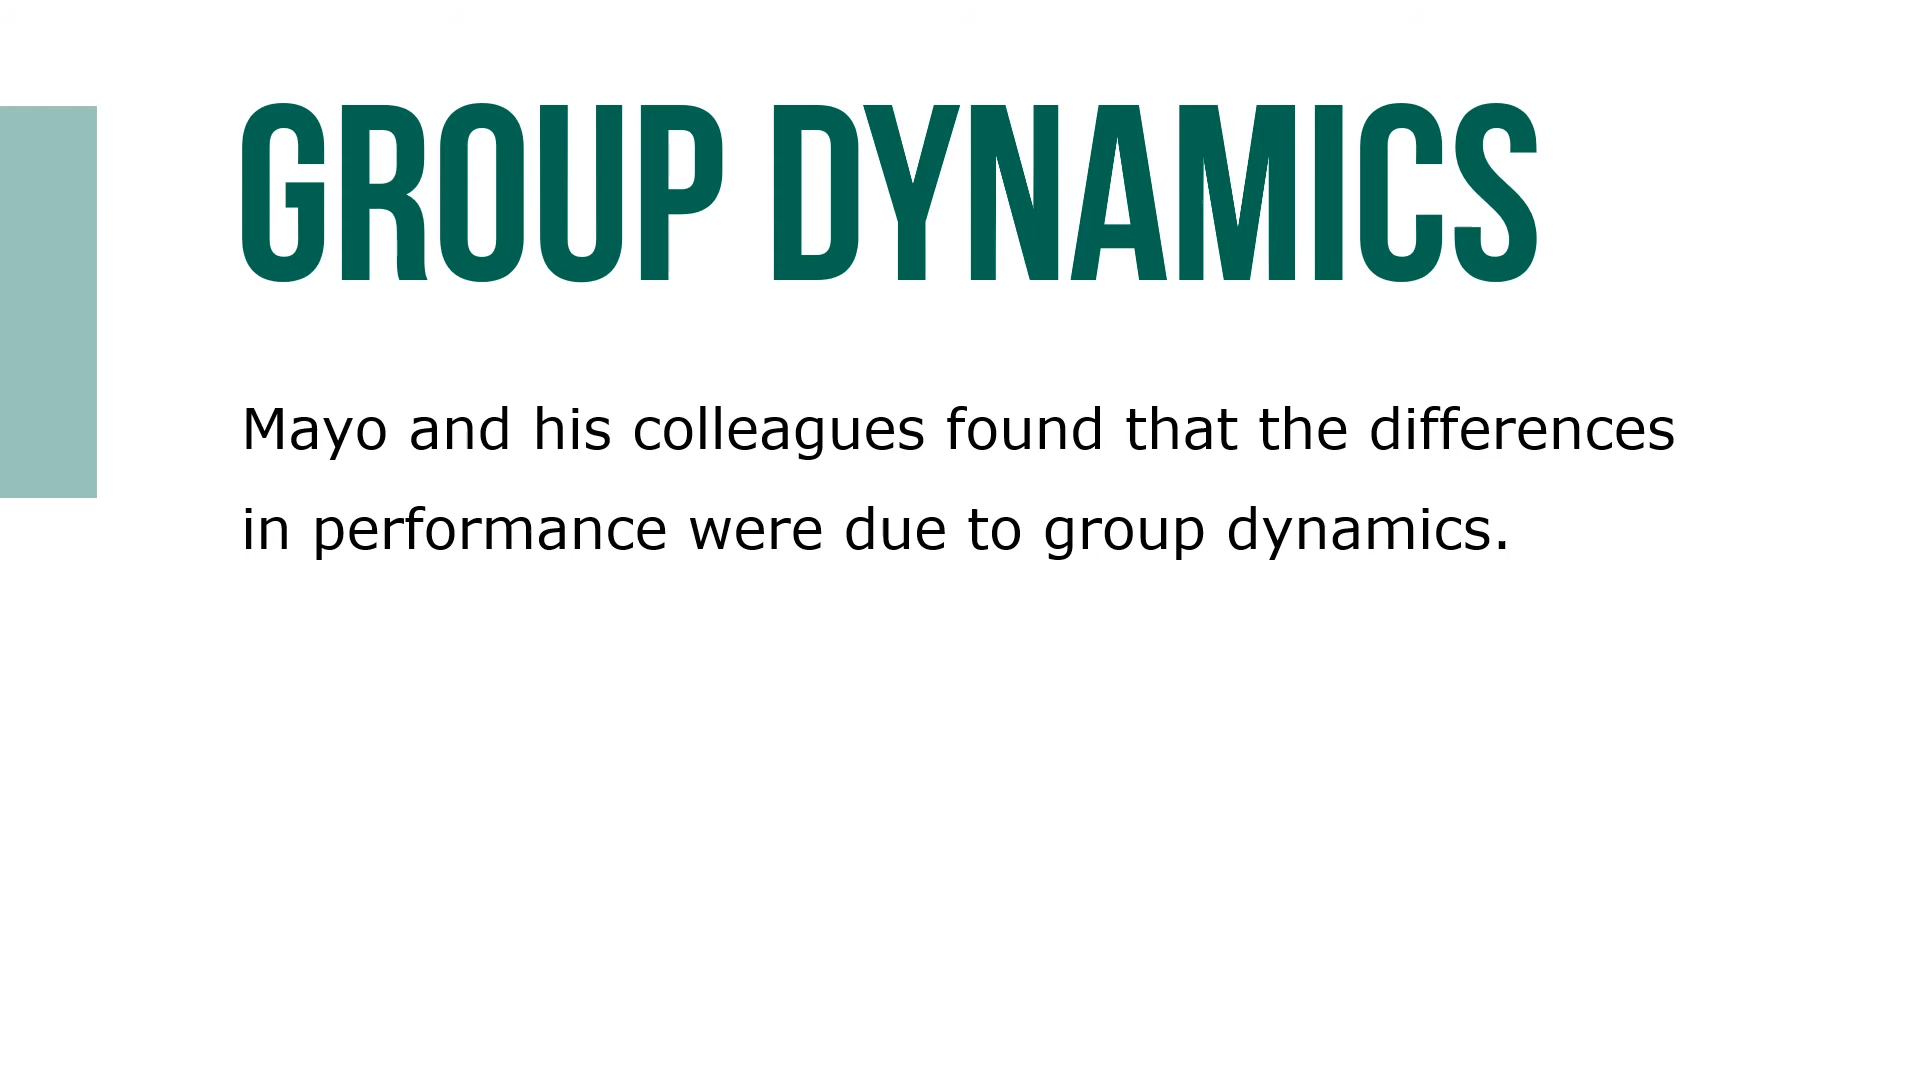 GROUP DYNAMICS
Mayo and his colleagues found that the differences
in performance were due to group dynamics.